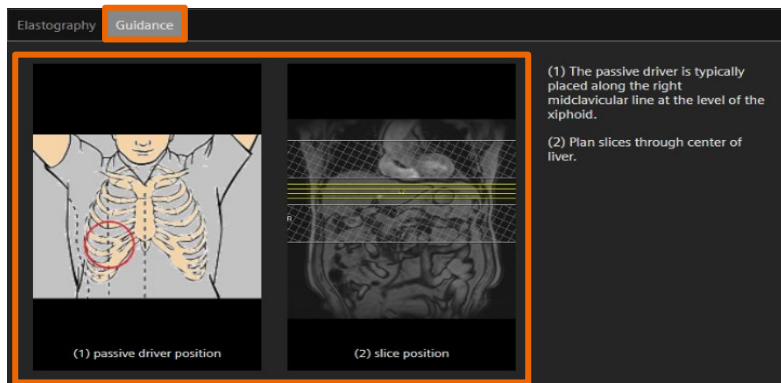 Elastography
Guidance
(1) The passive driver is typically
placed along the right
midclavicular line at the level of the
xiphoid.
(2) Plan slices through center of
liver.
R
(1) passive driver position
(2) slice position